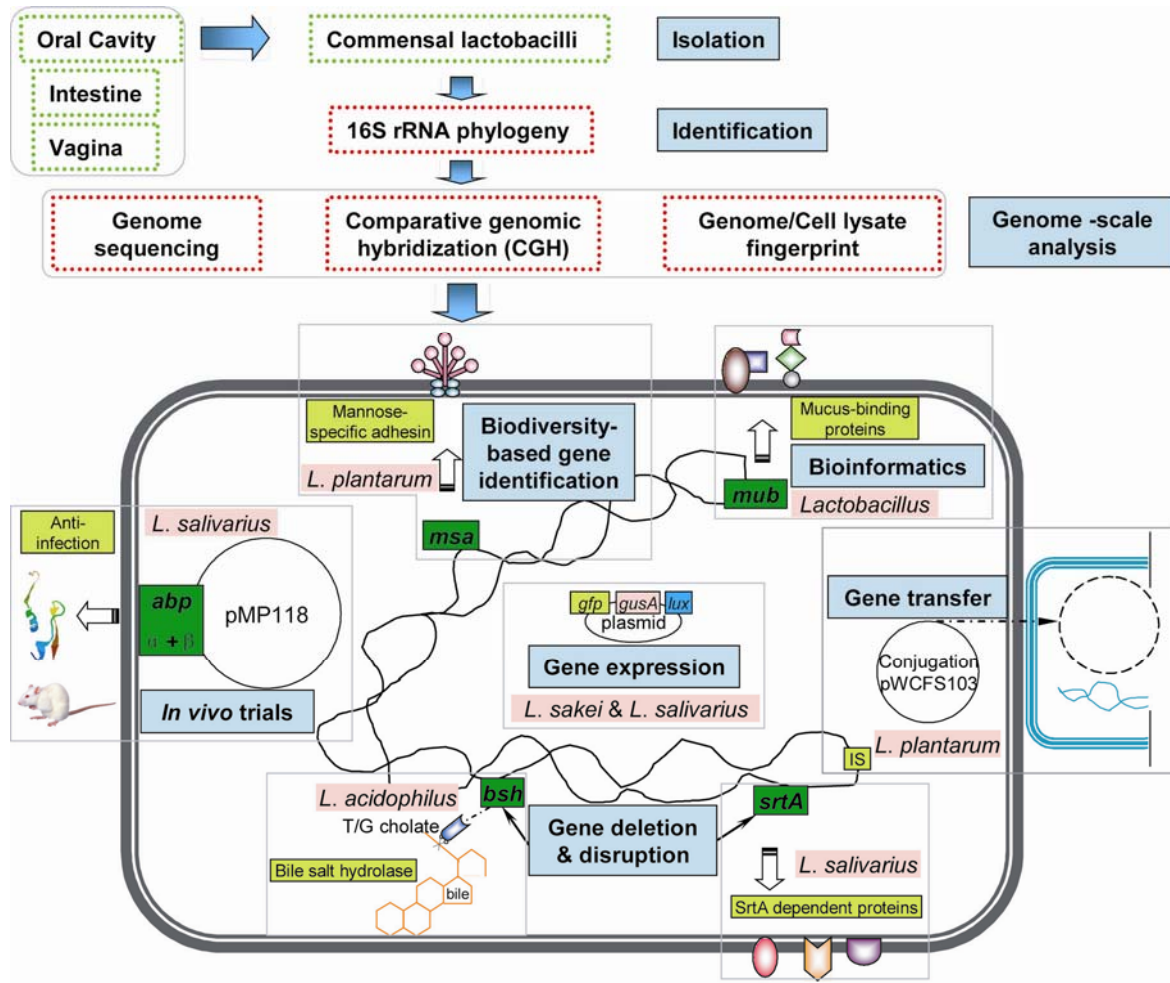 Oral Cavity
Commensal lactobacilli
Isolation
Intestine
Vagina
16S rRNA phylogeny
Identification
Genome
sequencing
Comparative genomic
hybridization (CGH)
Genome/Cell lysate
fingerprint
Genome -scale
analysis
Mannose-
specific adhesin
Biodiversity-
based gene
identification
L. plantarum
msa
Mucus-binding
proteins
Bioinformatics
mub
Lactobacillus
Anti-
infection
L. salivarius
abp
α + β
pMP118
In vivo trials
gfp
gusA
lux
plasmid
Gene expression
L. sakei & L. salivarius
Gene transfer
Conjugation
pWCFS103
L. plantarum
IS
L. acidophilus
bsh
T/G cholate
Bile salt hydrolase
bile
Gene deletion
& disruption
srtA
L. salivarius
SrtA dependent proteins